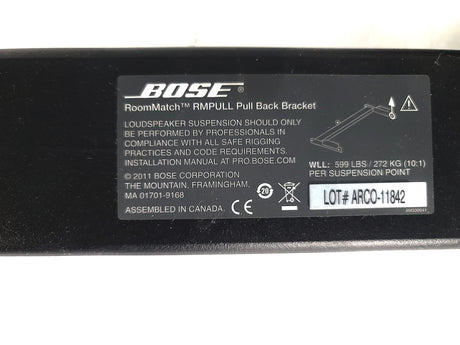 BOSE®
RoomMatch™ RMPULL Pull Back Bracket
LOUDSPEAKER SUSPENSION SHOULD ONLY
BE PERFORMED BY PROFESSIONALS IN
COMPLIANCE WITH ALL SAFE RIGGING
PRACTICES AND CODE REQUIREMENTS.
INSTALLATION MANUAL AT PRO.BOSE.COM.
© 2011 BOSE CORPORATION
THE MOUNTAIN, FRAMINGHAM,
MA 01701-9168
ASSEMBLED IN CANADA. CE
20
WLL: 599 LBS / 272 KG (10:1)
PER SUSPENSION POINT
LOT# ARCO-11842